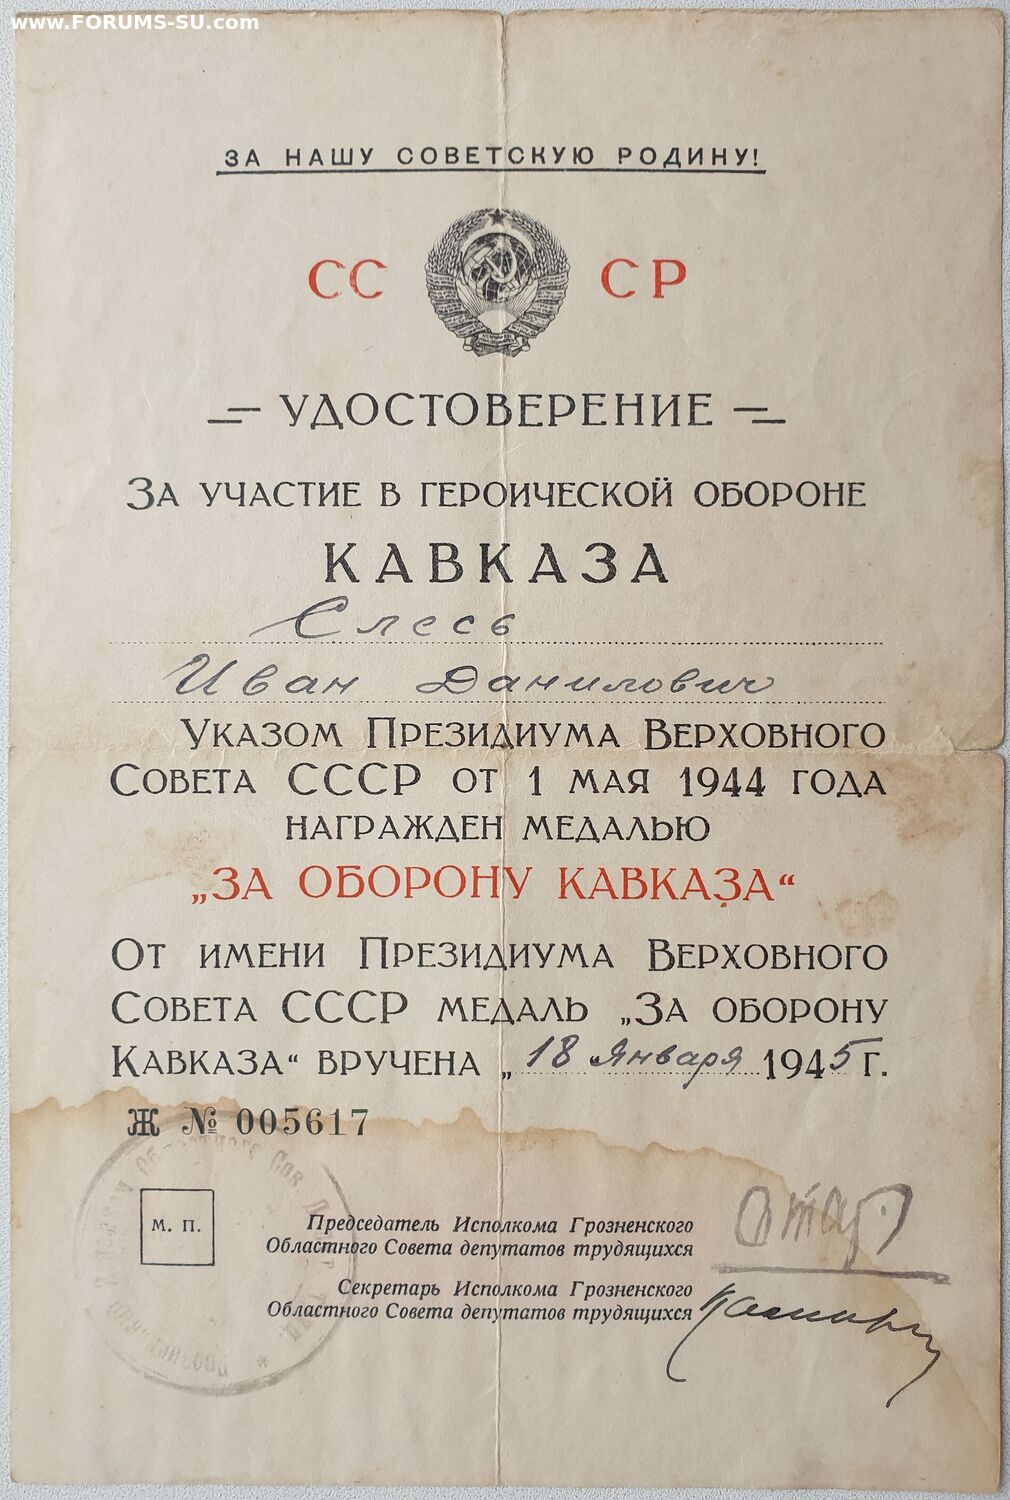 www.FORUMS-SU.com
ЗА НАШУ СОВЕТСКУЮ РОДИНУ!
СС СР
УДОСТОВЕРЕНИЕ
За участие в героической обороне
КАВКАЗА
Слесь
Иван Данилович
Указом Президиума Верховного
Совета СССР от 1 мая 1944 года
награжден медалью
„ЗА ОБОРОНУ КАВКАЗА“
От имени Президиума Верховного
Совета СССР медаль „За оборону
Кавказа“ вручена „18 „Января 1945 г.
Ж № 005617
М. П.
Председатель Исполкома Грозненского
Областного Совета депутатов трудящихся
Секретарь Исполкома Грозненского
Областного Совета депутатов трудящихся